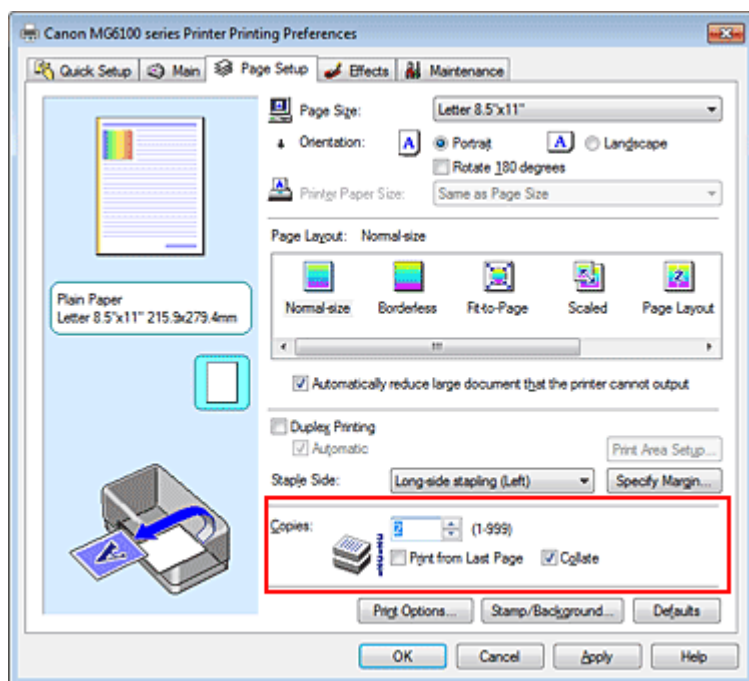 Canon MG6100 series Printer Printing Preferences
Quick Setup Main Page Setup Effects Maintenance
Page Size: Letter 8.5"x11"
Orientation: A Portrait A Landscape
Rotate 180 degrees
Printer Paper Size: Same as Page Size
Page Layout: Normal-size
Normal-size Borderless Fit-to-Page Scaled Page Layout
Plain Paper
Letter 8.5"x11" 215.9x279.4mm
Automatically reduce large document that the printer cannot output
Duplex Printing
Automatic Print Area Setup...
Staple Side: Long-side stapling (Left) Specify Margin...
Copies: 2 (1-999)
Print from Last Page Collate
Print Options... Stamp/Background... Defaults
OK Cancel Apply Help